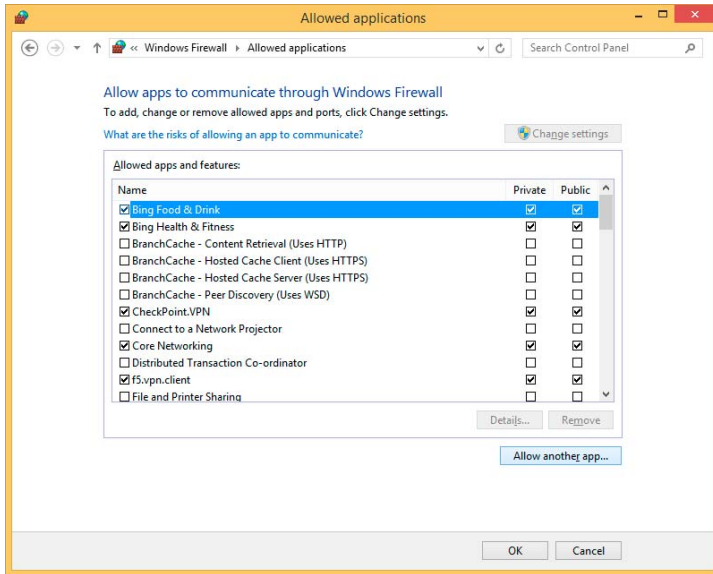 Allowed applications
« Windows Firewall ▸ Allowed applications
Search Control Panel
Allow apps to communicate through Windows Firewall
To add, change or remove allowed apps and ports, click Change settings.
What are the risks of allowing an app to communicate?
Change settings
Allowed apps and features:
Name Private Public
Bing Food & Drink
Bing Health & Fitness
BranchCache - Content Retrieval (Uses HTTP)
BranchCache - Hosted Cache Client (Uses HTTPS)
BranchCache - Hosted Cache Server (Uses HTTPS)
BranchCache - Peer Discovery (Uses WSD)
CheckPoint.VPN
Connect to a Network Projector
Core Networking
Distributed Transaction Co-ordinator
f5.vpn.client
File and Printer Sharing
Details... Remove
Allow another app...
OK Cancel